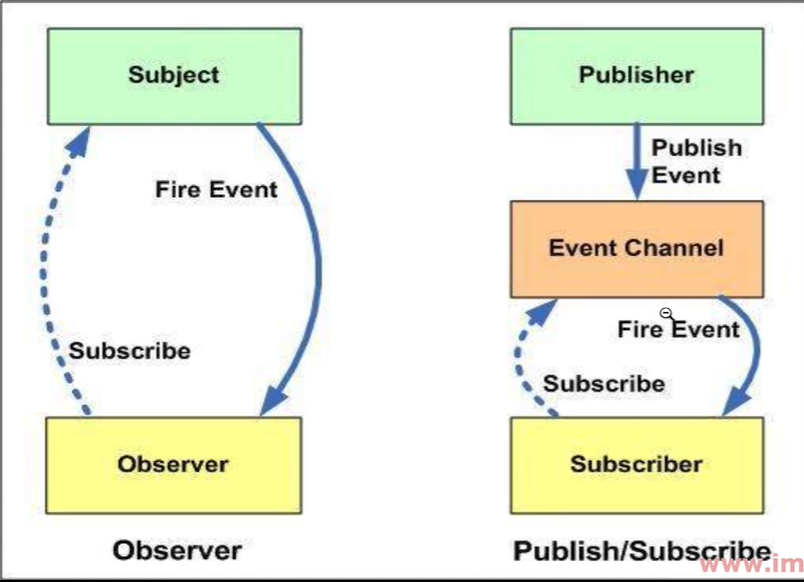 Subject
Fire Event
Subscribe
Observer
Observer
Publisher
Publish
Event
Event Channel
Fire Event
Subscribe
Subscriber
Publish/Subscribe
www.im